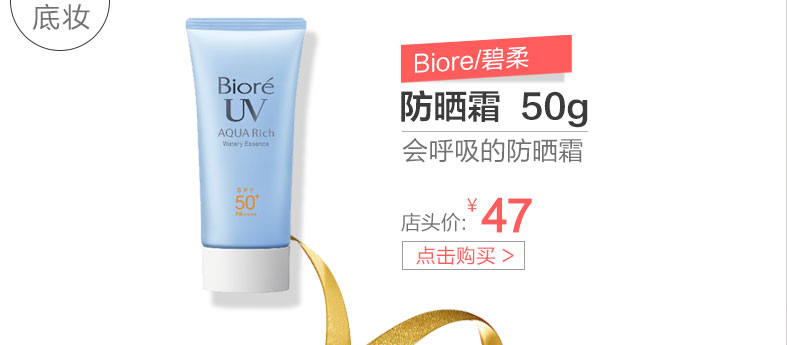 底妆
Bioré
UV
AQUA Rich
Watery Essence
SPF
50+
PA++++
Biore/碧柔
防晒霜 50g
会呼吸的防晒霜
店头价:￥47
点击购买 >